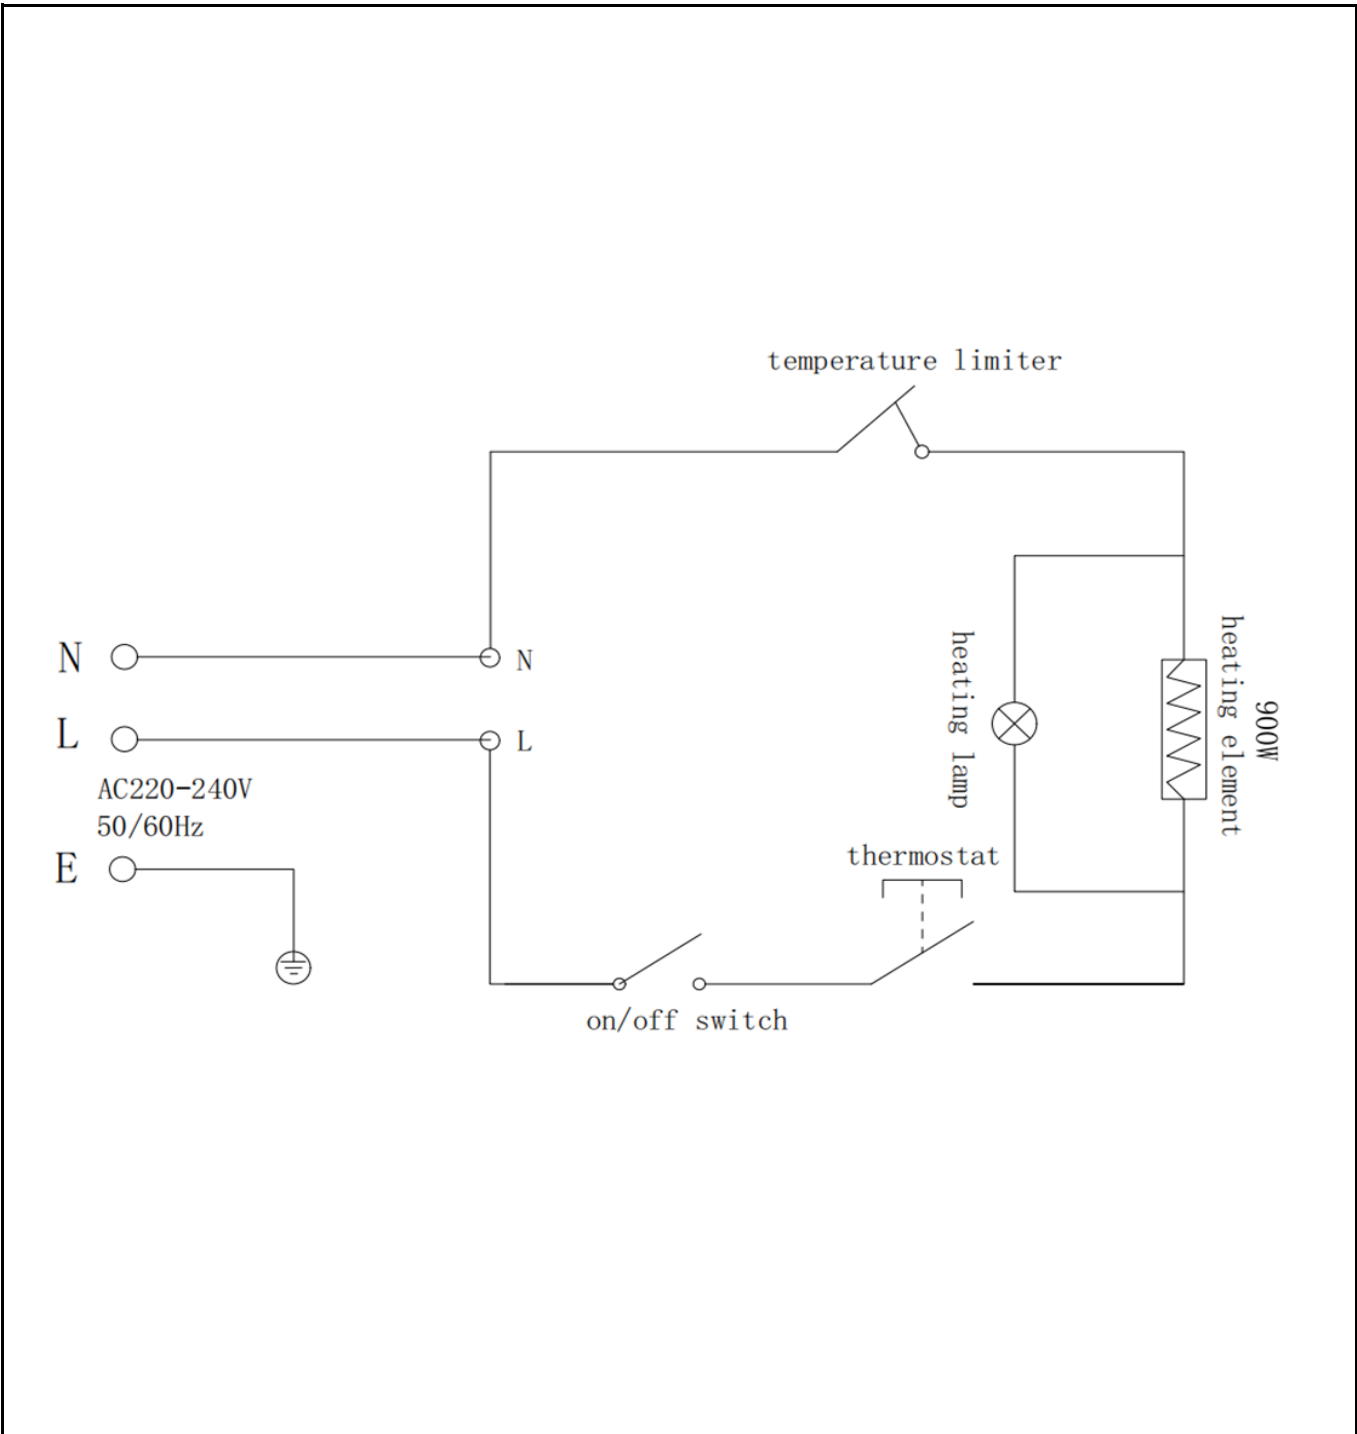 temperature limiter
N
N
L
L
AC220-240V
50/60Hz
E
heating lamp
heating element
900W
thermostat
on/off switch